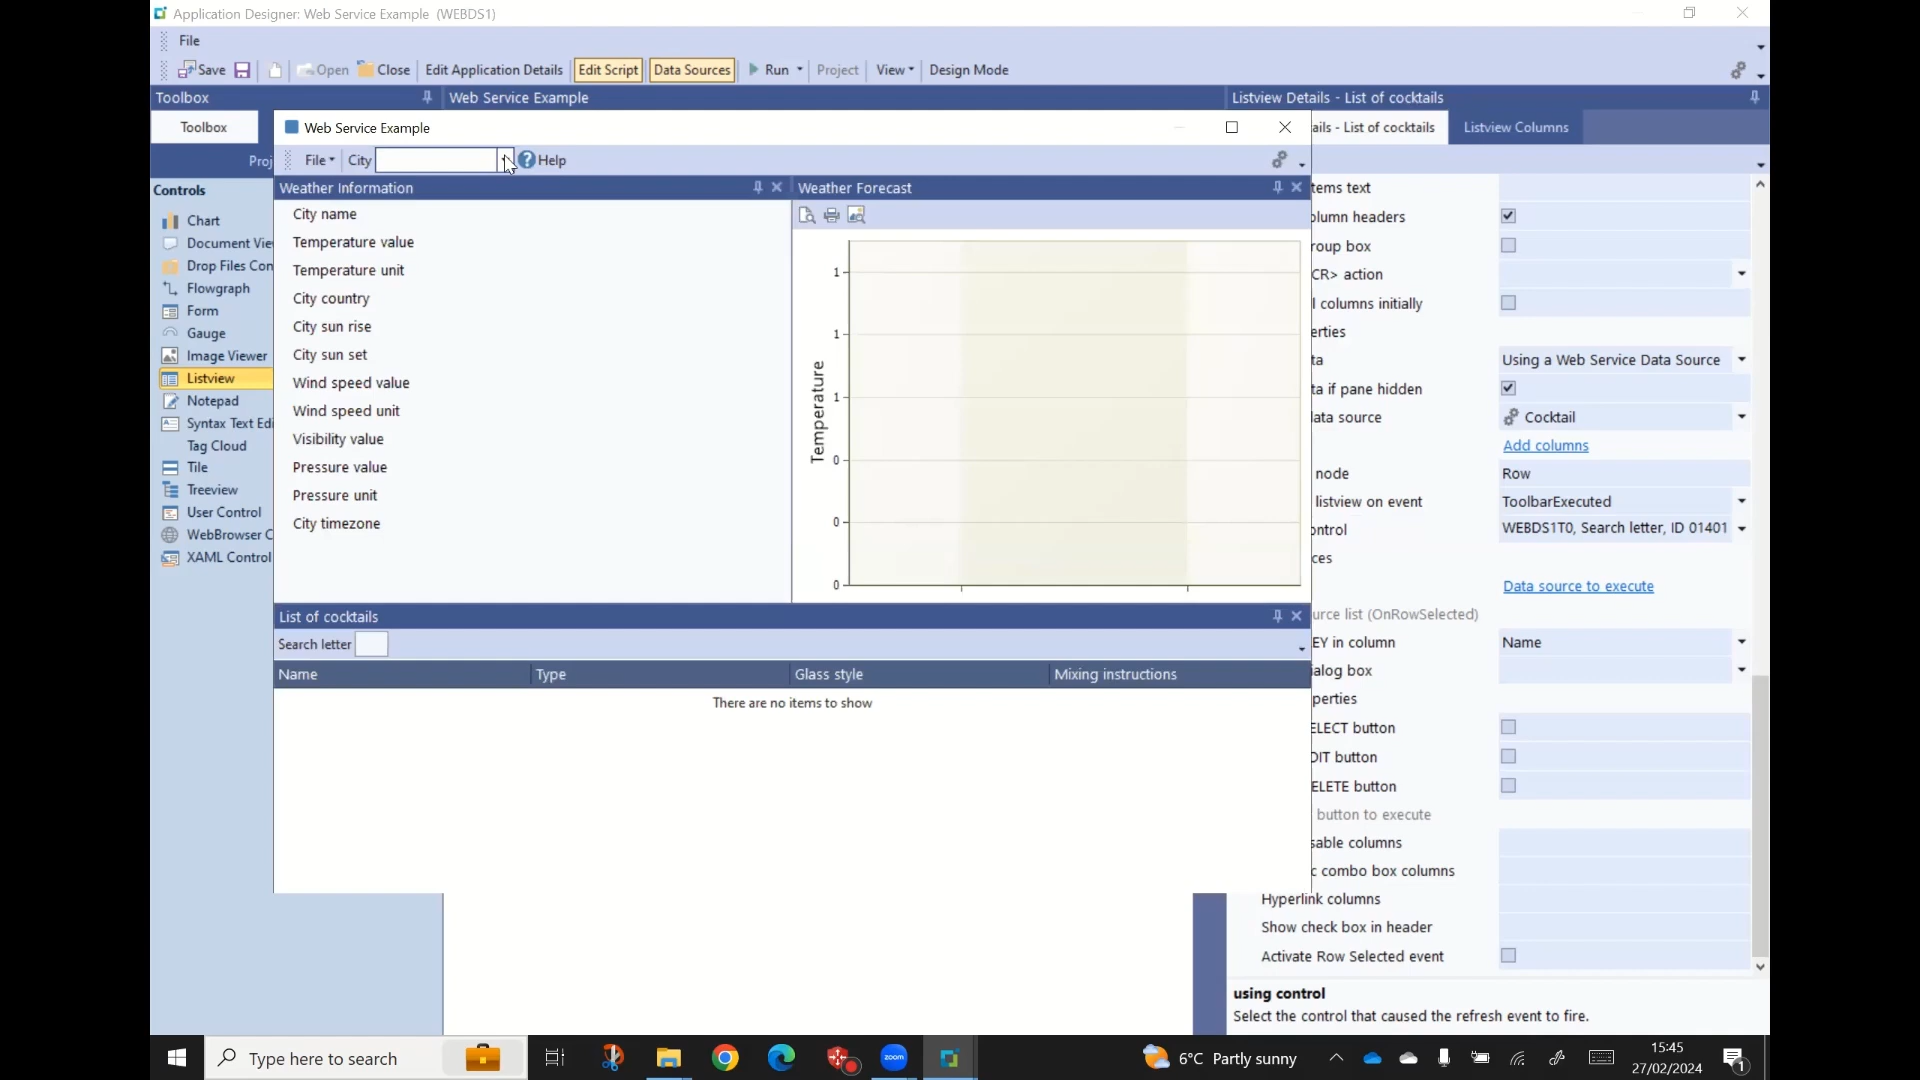 Application Designer: Web Service Example (WEBDS1)
File
Save Open Close Edit Application Details Edit Script Data Sources Run Project View Design Mode
Toolbox Web Service Example Listview Details - List of cocktails
Toolbox Web Service Example ails - List of cocktails Listview Columns
Proj File City Help
Controls
Chart
Document Vie
Drop Files Con
Flowgraph
Form
Gauge
Image Viewer
Listview
Notepad
Syntax Text Edi
Tag Cloud
Tile
Treeview
User Control
WebBrowser C
XAML Control
Weather Information
City name
Temperature value
Temperature unit
City country
City sun rise
City sun set
Wind speed value
Wind speed unit
Visibility value
Pressure value
Pressure unit
City timezone
Weather Forecast
Temperature
1
1
1
0
0
0
List of cocktails
Search letter
Name Type Glass style Mixing instructions
There are no items to show
tems text
olumn headers
roup box
CR> action
l columns initially
erties
ta Using a Web Service Data Source
ta if pane hidden
data source Cocktail
Add columns
node Row
listview on event ToolbarExecuted
ontrol WEBDS1T0, Search letter, ID 01401
ces
Data source to execute
urce list (OnRowSelected)
EY in column Name
ialog box
perties
ELECT button
DIT button
ELETE button
button to execute
sable columns
c combo box columns
Hyperlink columns
Show check box in header
Activate Row Selected event
using control
Select the control that caused the refresh event to fire.
Type here to search
zoom
6°C Partly sunny
15:45
27/02/2024
1